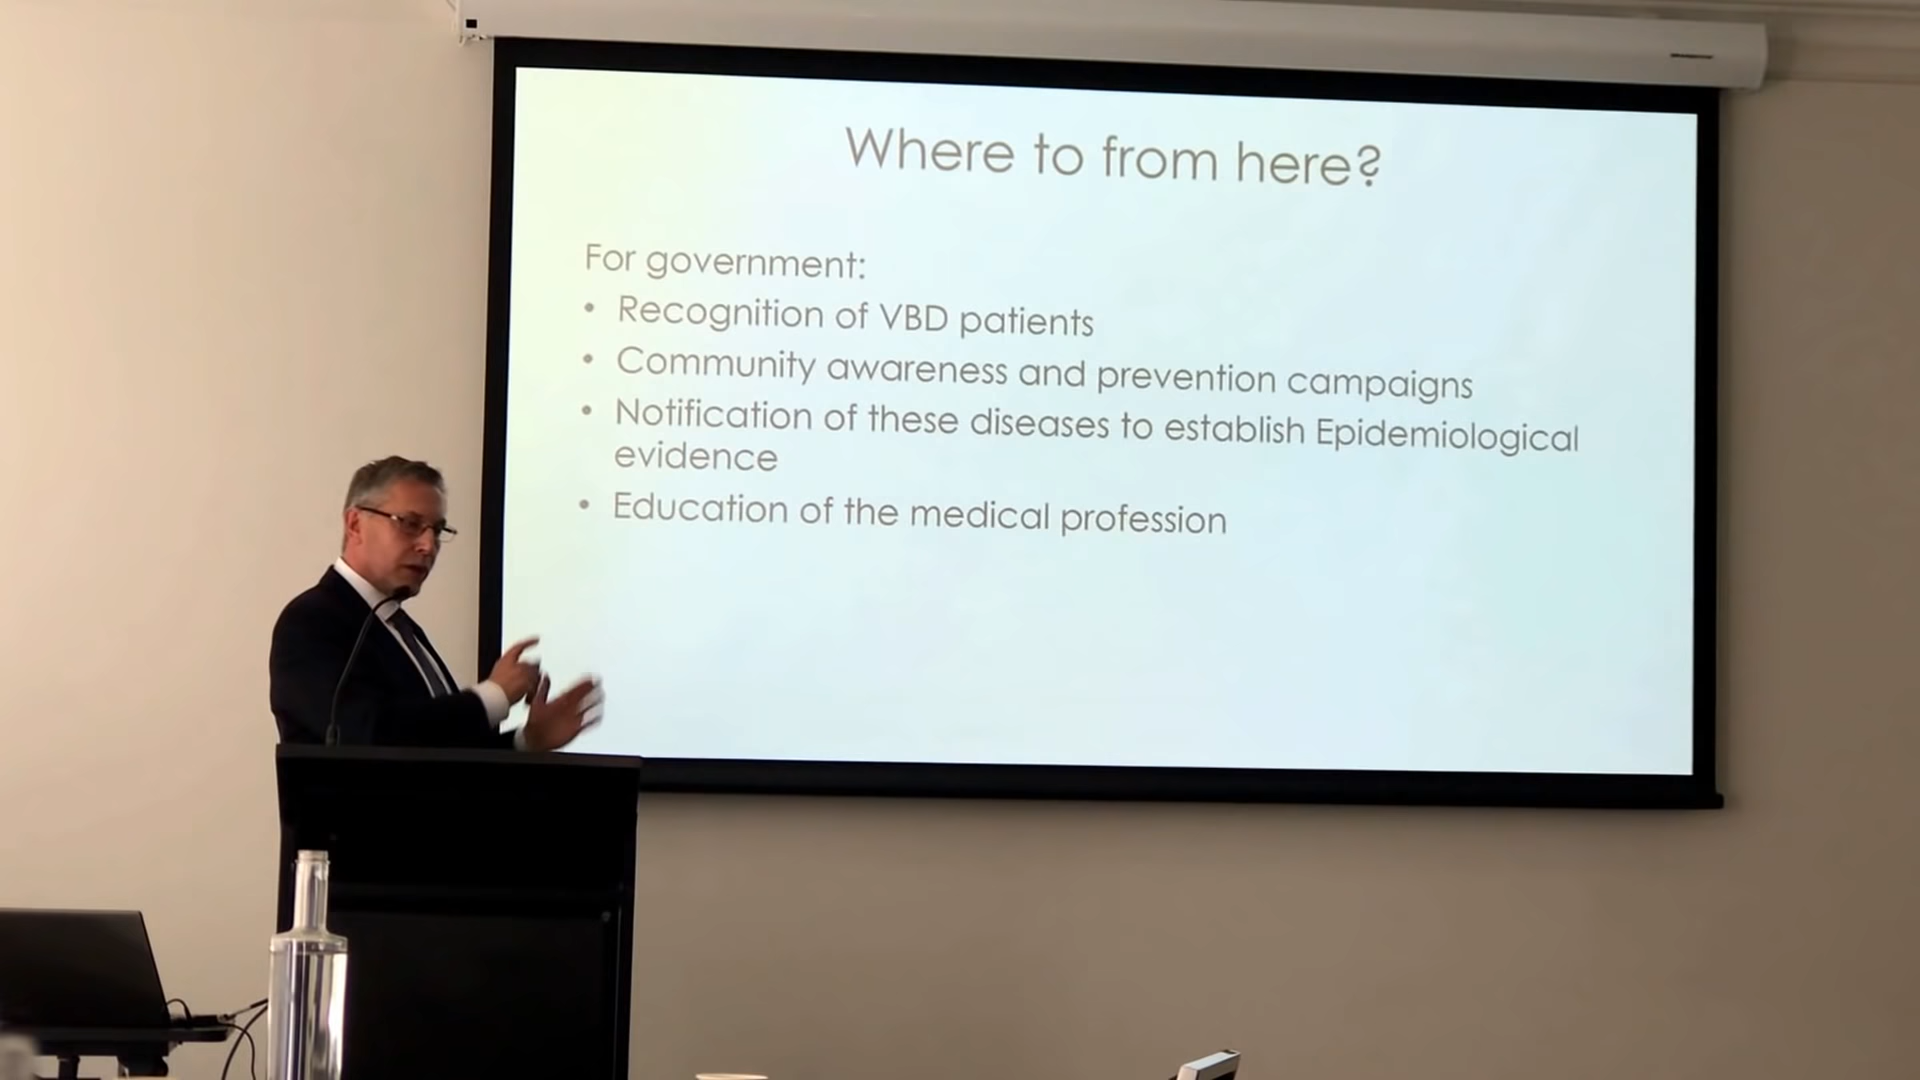 Where to from here?
For government:
• Recognition of VBD patients
• Community awareness and prevention campaigns
• Notification of these diseases to establish Epidemiological
evidence
• Education of the medical profession